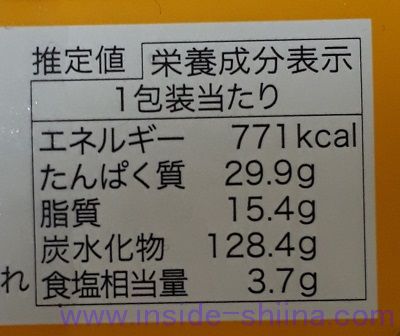 推定値 栄養成分表示
1包装当たり
エネルギー 771kcal
たんぱく質 29.9g
脂質 15.4g
炭水化物 128.4g
れ 食塩相当量 3.7g
www.inside-shiina.com